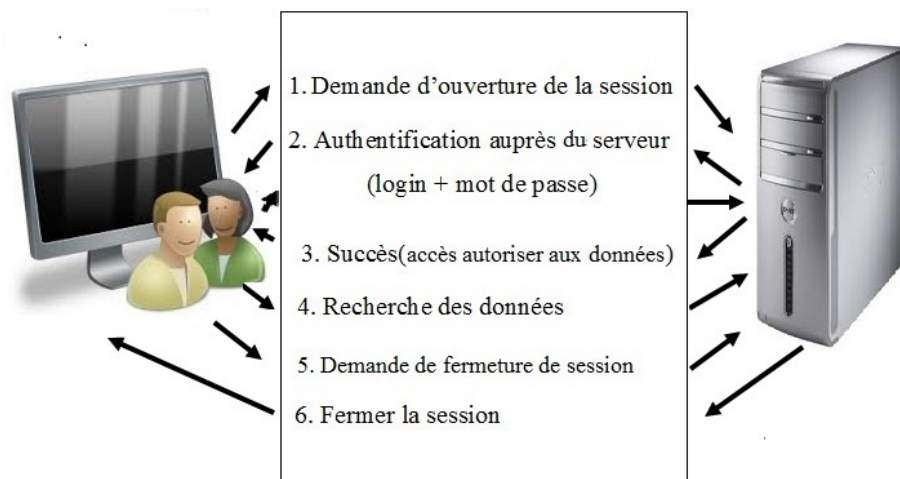 1. Demande d'ouverture de la session
2. Authentification auprès du serveur
(login + mot de passe)
3. Succès(accès autoriser aux données)
4. Recherche des données
5. Demande de fermeture de session
6. Fermer la session